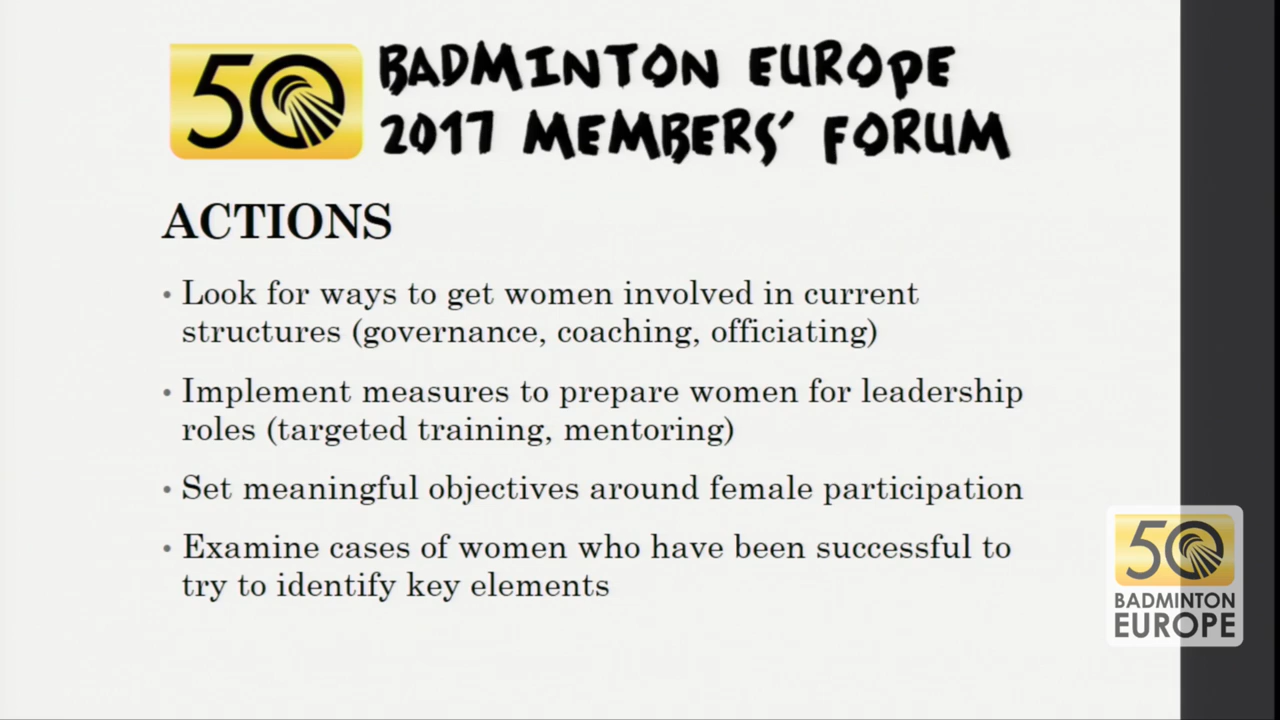 50 BADMINTON EUROPE
2017 MEMBERS' FORUM
ACTIONS
• Look for ways to get women involved in current
structures (governance, coaching, officiating)
• Implement measures to prepare women for leadership
roles (targeted training, mentoring)
• Set meaningful objectives around female participation
• Examine cases of women who have been successful to
try to identify key elements
50
BADMINTON
EUROPE